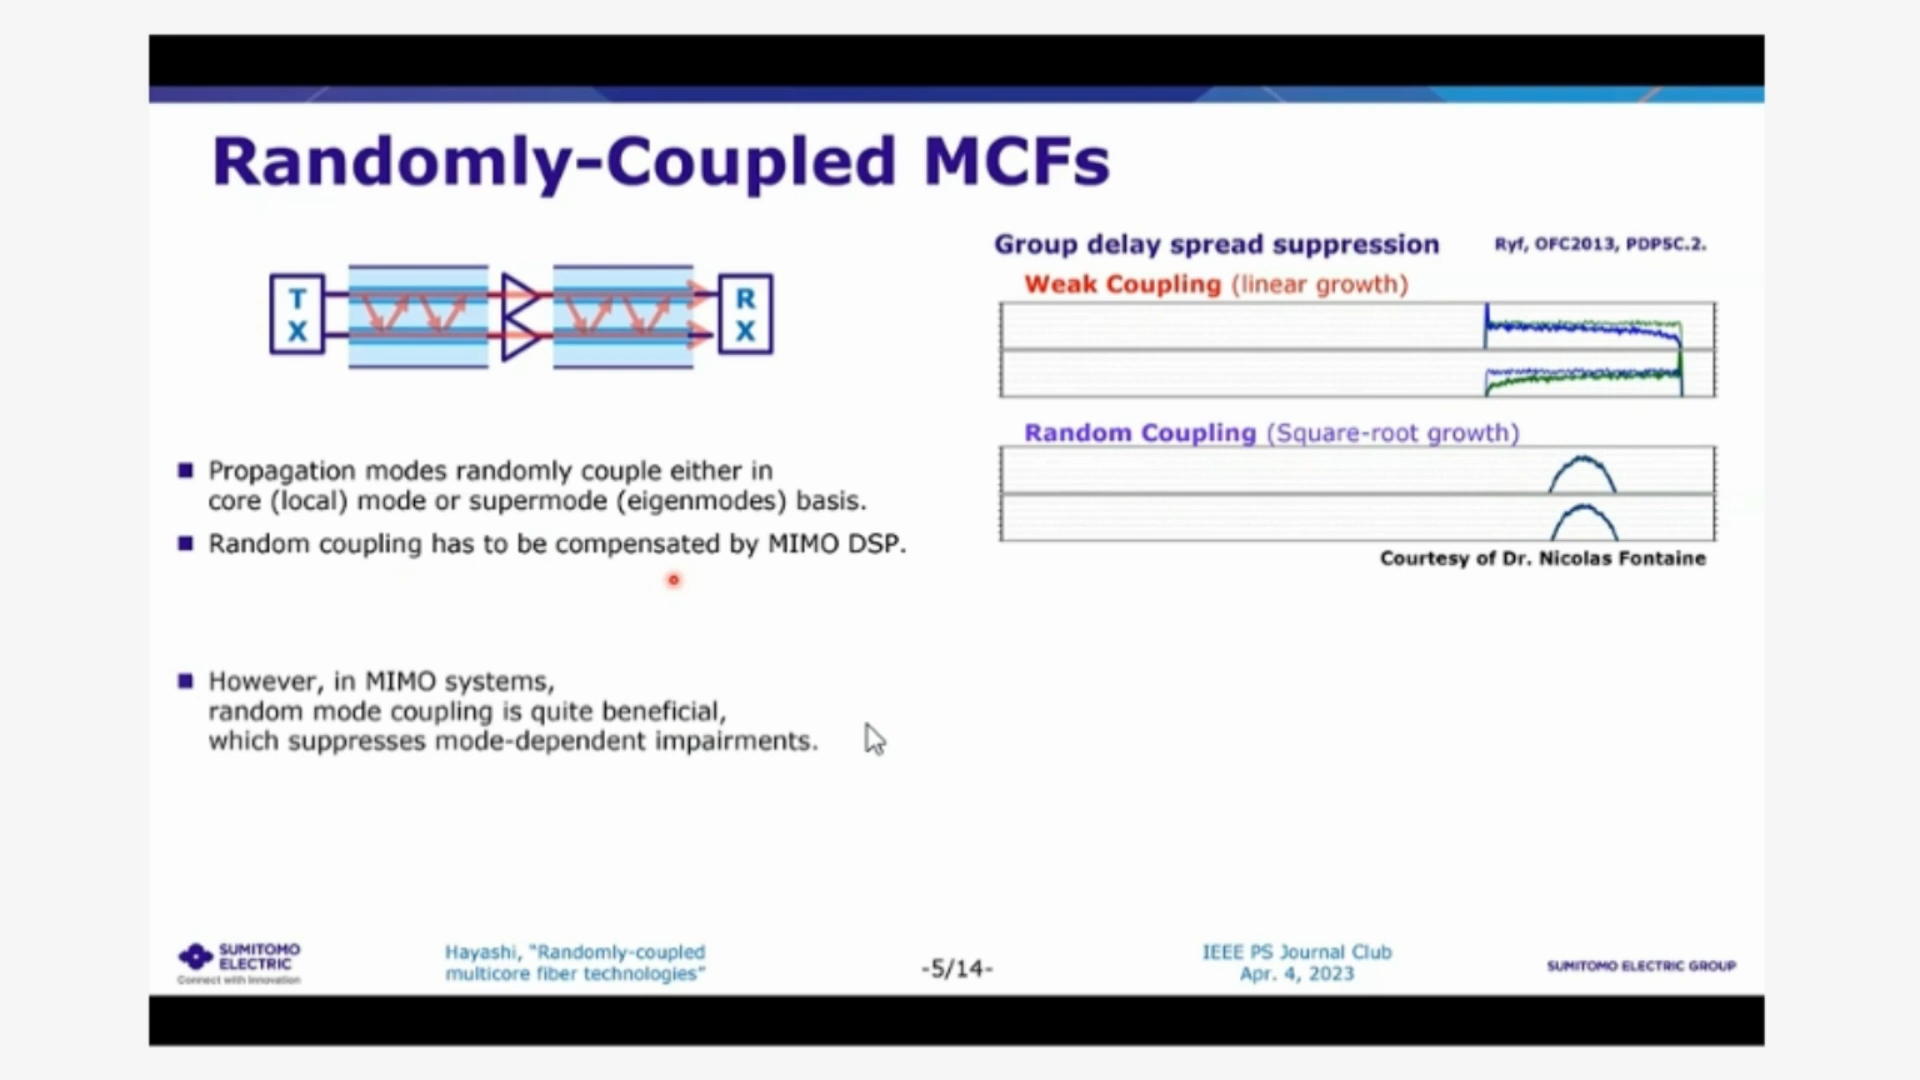 Randomly-Coupled MCFs
T
X
R
X
Group delay spread suppression
Ryf, OFC2013, PDP5C.2.
Weak Coupling (linear growth)
Random Coupling (Square-root growth)
Courtesy of Dr. Nicolas Fontaine
Propagation modes randomly couple either in
core (local) mode or supermode (eigenmodes) basis.
Random coupling has to be compensated by MIMO DSP.
However, in MIMO systems,
random mode coupling is quite beneficial,
which suppresses mode-dependent impairments.
SUMITOMO
ELECTRIC
Connect with Innovation
Hayashi, "Randomly-coupled
multicore fiber technologies"
-5/14-
IEEE PS Journal Club
Apr. 4, 2023
SUMITOMO ELECTRIC GROUP